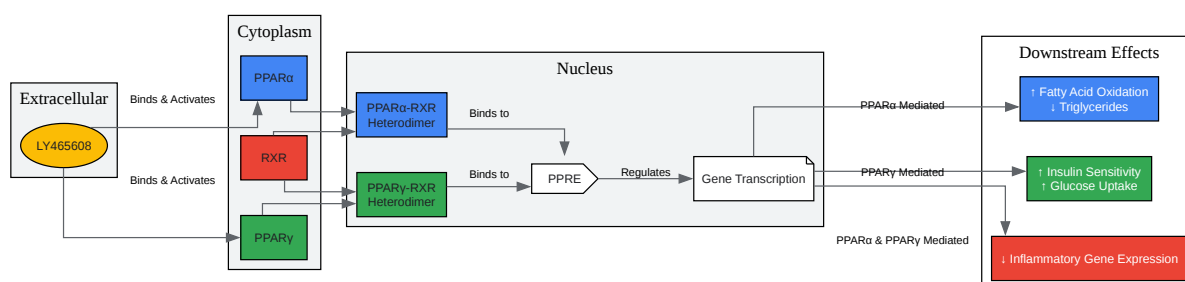 Extracellular
LY465608
Binds & Activates
Binds & Activates
Cytoplasm
PPARα
RXR
PPARγ
Nucleus
PPARα-RXR
Heterodimer
PPARγ-RXR
Heterodimer
Binds to
Binds to
PPRE
Regulates
Gene Transcription
PPARα Mediated
PPARγ Mediated
PPARα & PPARγ Mediated
Downstream Effects
↑ Fatty Acid Oxidation
↓ Triglycerides
↑ Insulin Sensitivity
↑ Glucose Uptake
↓ Inflammatory Gene Expression